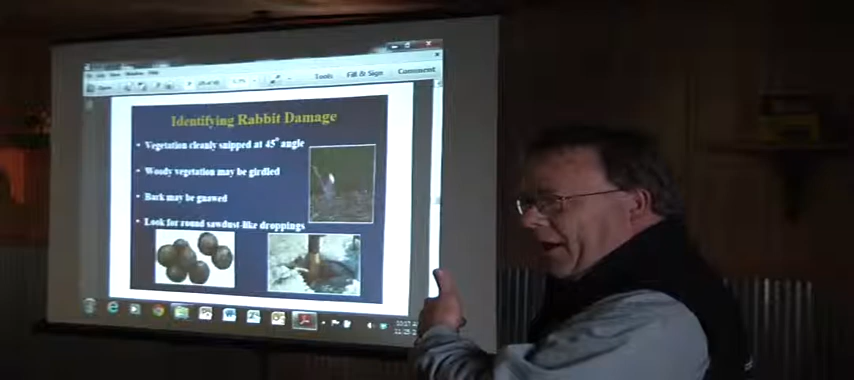 Tools Fill & Sign Comment
Identifying Rabbit Damage
• Vegetation cleanly snipped at 45° angle
• Woody vegetation may be girdled
• Bark may be gnawed
• Look for round sawdust-like droppings